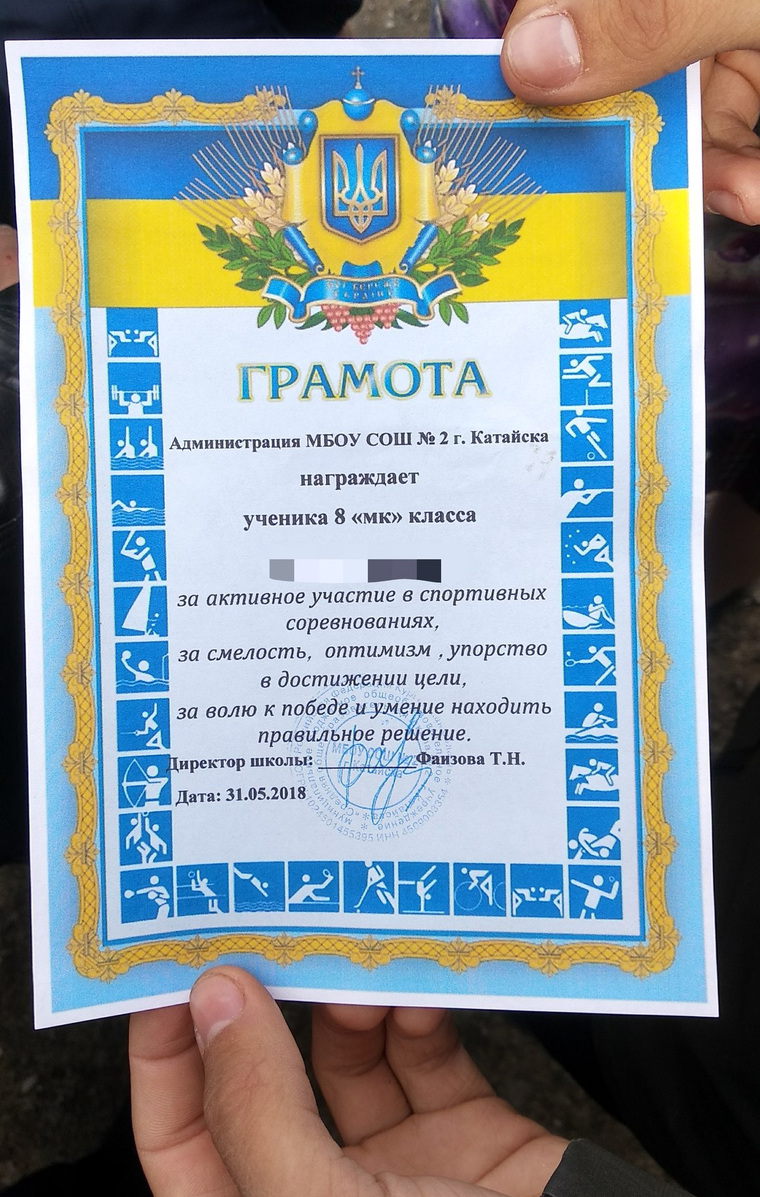 ГРАМОТА
Администрация МБОУ СОШ № 2 г. Катайска
награждает
ученика 8 «мк» класса
за активное участие в спортивных
соревнованиях,
за смелость, оптимизм , упорство
в достижении цели,
за волю к победе и умение находить
правильное решение.
Директор школы: ____________Фаизова Т.Н.
Дата: 31.05.2018